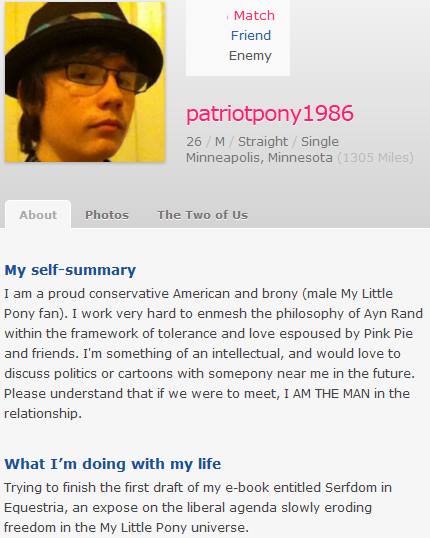 Match
Friend
Enemy
patriotpony1986
26 / M / Straight / Single
Minneapolis, Minnesota (1305 Miles)
About Photos The Two of Us
My self-summary
I am a proud conservative American and brony (male My Little
Pony fan). I work very hard to enmesh the philosophy of Ayn Rand
within the framework of tolerance and love espoused by Pink Pie
and friends. I'm something of an intellectual, and would love to
discuss politics or cartoons with somepony near me in the future.
Please understand that if we were to meet, I AM THE MAN in the
relationship.
What I'm doing with my life
Trying to finish the first draft of my e-book entitled Serfdom in
Equestria, an expose on the liberal agenda slowly eroding
freedom in the My Little Pony universe.